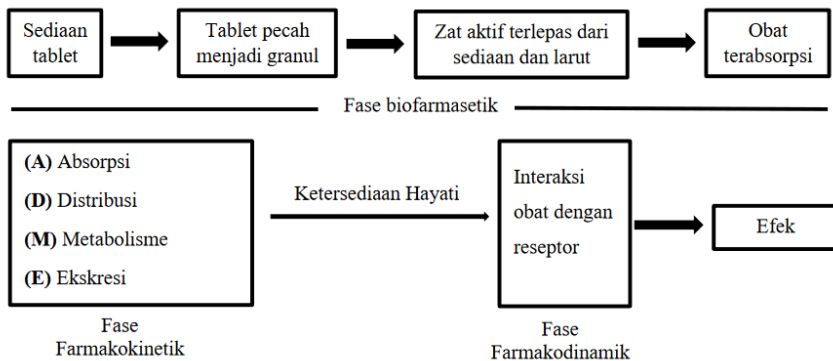 Sediaan
tablet
Tablet pecah
menjadi granul
Zat aktif terlepas dari
sediaan dan larut
Obat
terabsorpsi
Fase biofarmasetik
(A) Absorpsi
(D) Distribusi
(M) Metabolisme
(E) Ekskresi
Fase
Farmakokinetik
Ketersediaan Hayati
Interaksi
obat dengan
reseptor
Fase
Farmakodinamik
Efek